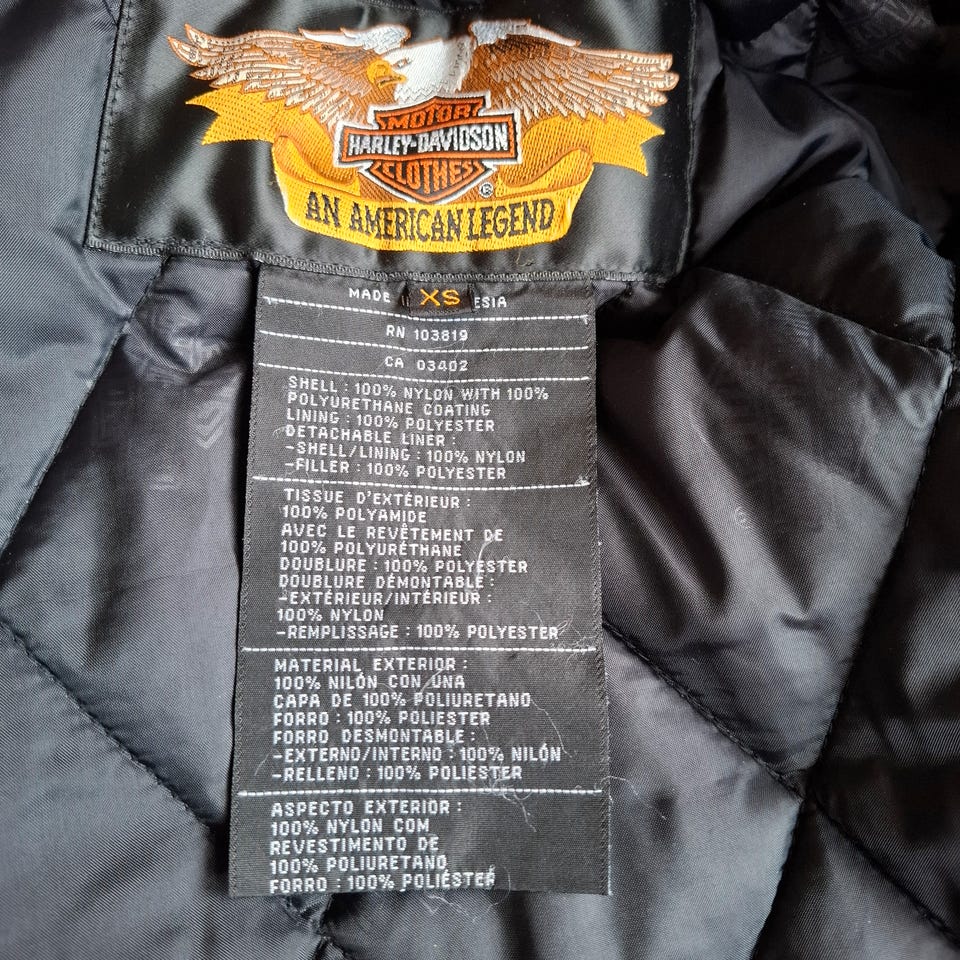 MOTOR
HARLEY-DAVIDSON
CLOTHES
®
AN AMERICAN LEGEND
MADE XS ESIA
RN 103819
CA 03402
SHELL : 100% NYLON WITH 100%
POLYURETHANE COATING
LINING : 100% POLYESTER
DETACHABLE LINER :
-SHELL/LINING : 100% NYLON
-FILLER : 100% POLYESTER
TISSUE D'EXTÉRIEUR :
100% POLYAMIDE
AVEC LE REVÊTEMENT DE
100% POLYURÉTHANE
DOUBLURE : 100% POLYESTER
DOUBLURE DÉMONTABLE :
-EXTÉRIEUR/INTÉRIEUR :
100% NYLON
-REMPLISSAGE : 100% POLYESTER
MATERIAL EXTERIOR :
100% NILÓN CON UNA
CAPA DE 100% POLIURETANO
FORRO : 100% POLIESTER
FORRO DESMONTABLE :
-EXTERNO/INTERNO : 100% NILÓN
-RELLENO : 100% POLYESTER
ASPECTO EXTERIOR :
100% NYLON COM
REVESTIMENTO DE
100% POLIURETANO
FORRO : 100% POLIÉSTER